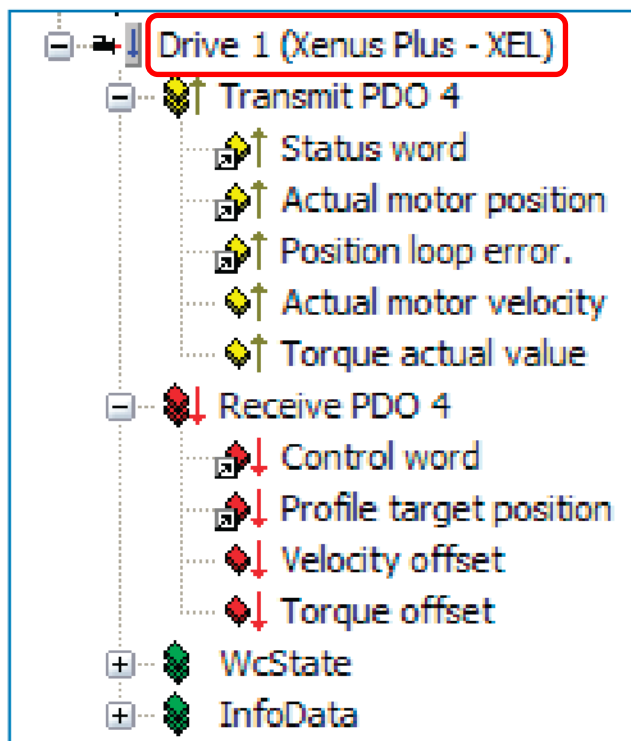 Drive 1 (Xenus Plus - XEL)
Transmit PDO 4
Status word
Actual motor position
Position loop error.
Actual motor velocity
Torque actual value
Receive PDO 4
Control word
Profile target position
Velocity offset
Torque offset
WcState
InfoData